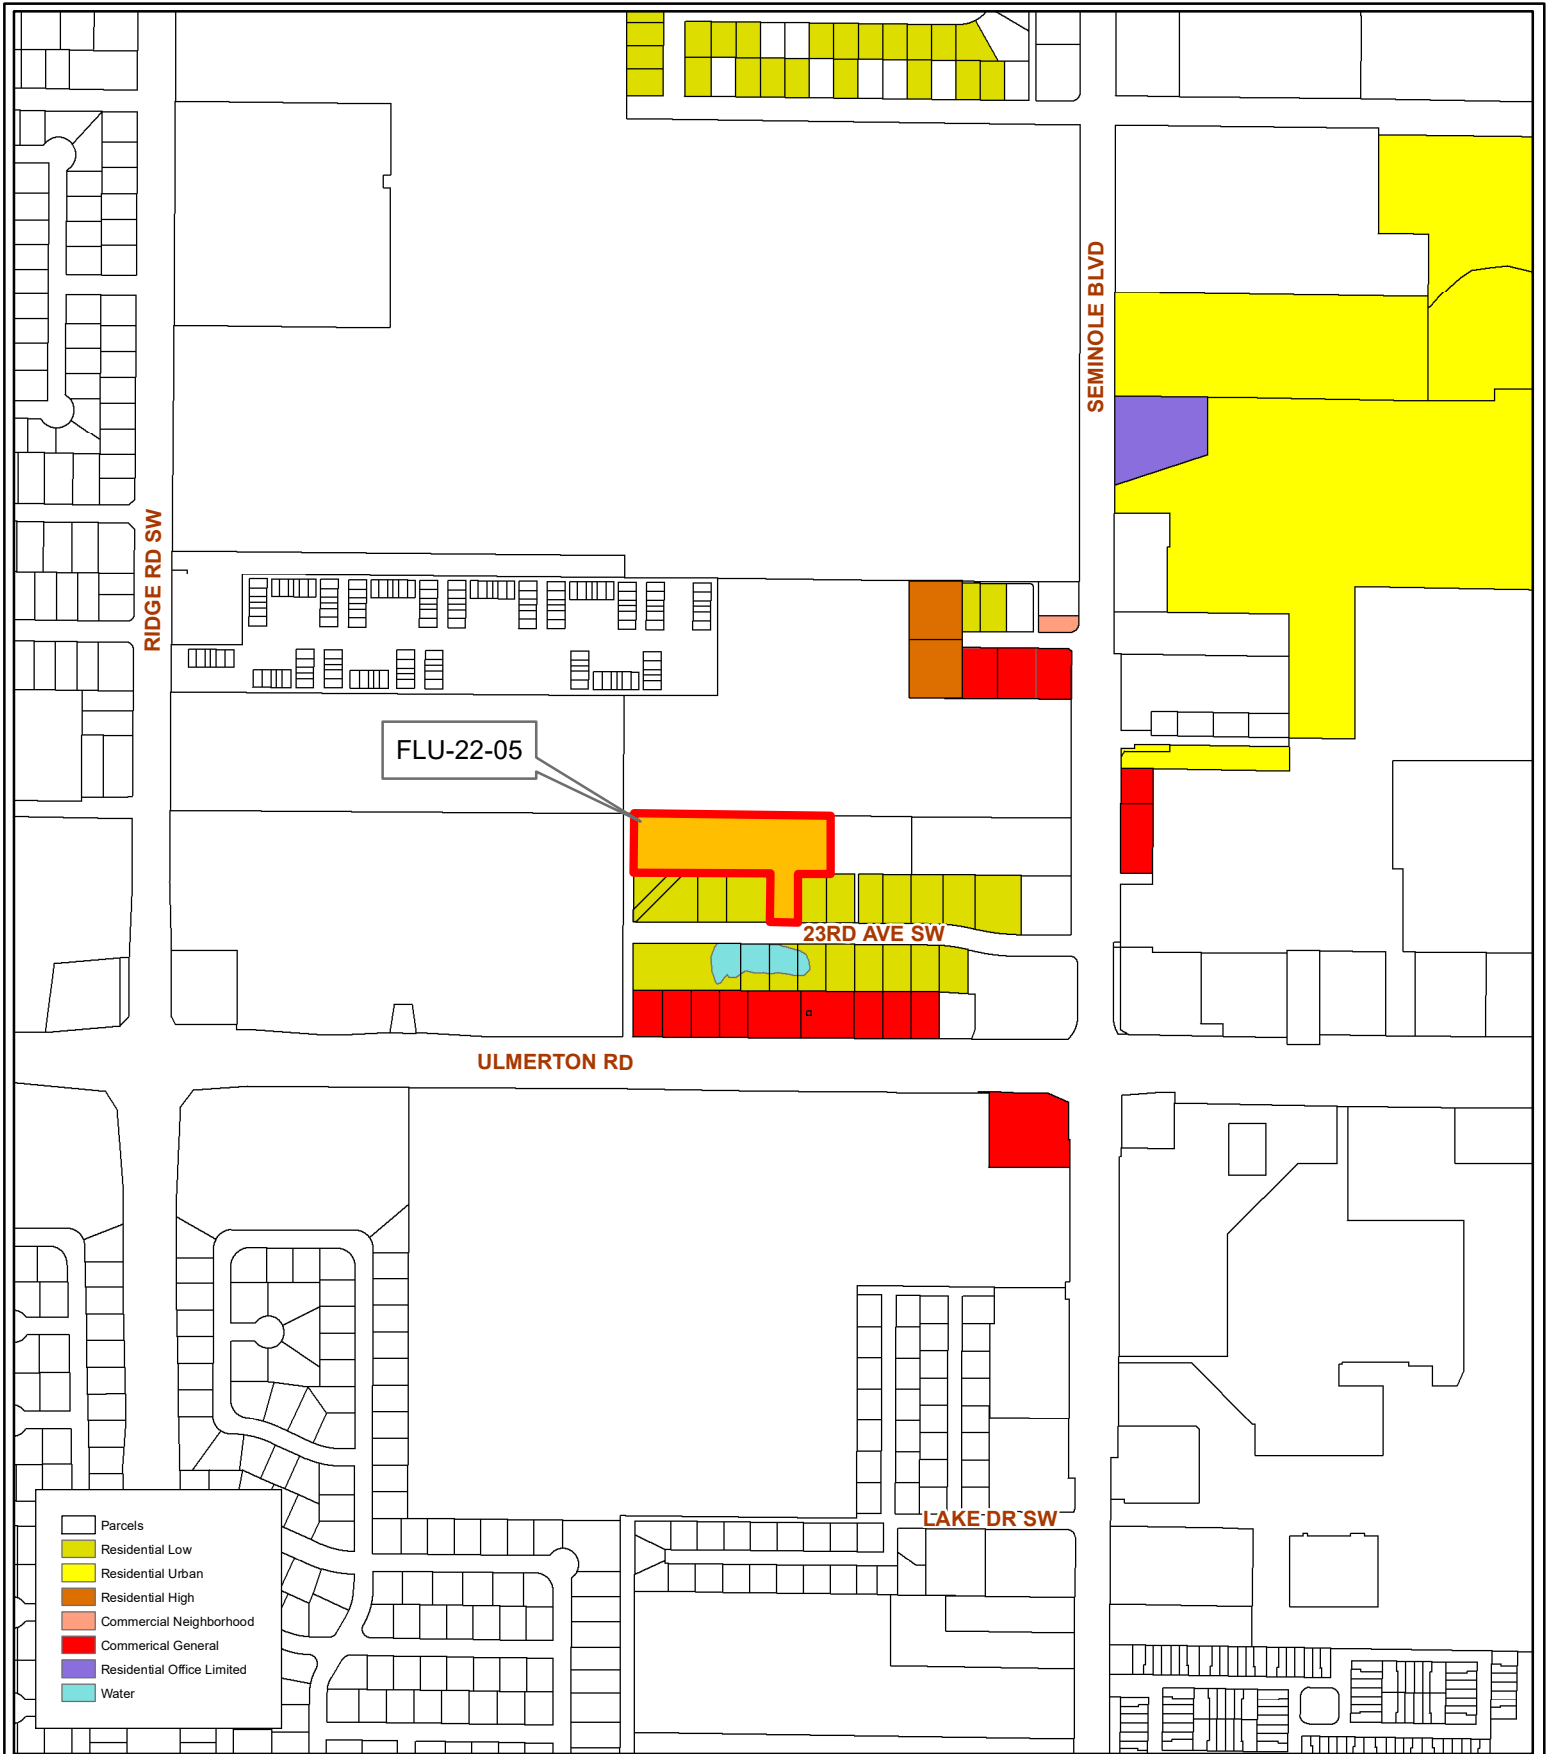 SEMINOLE BLVD
RIDGE RD SW
FLU-22-05
23RD AVE SW
ULMERTON RD
LAKE DR SW
Parcels
Residential Low
Residential Urban
Residential High
Commercial Neighborhood
Commerical General
Residential Office Limited
Water